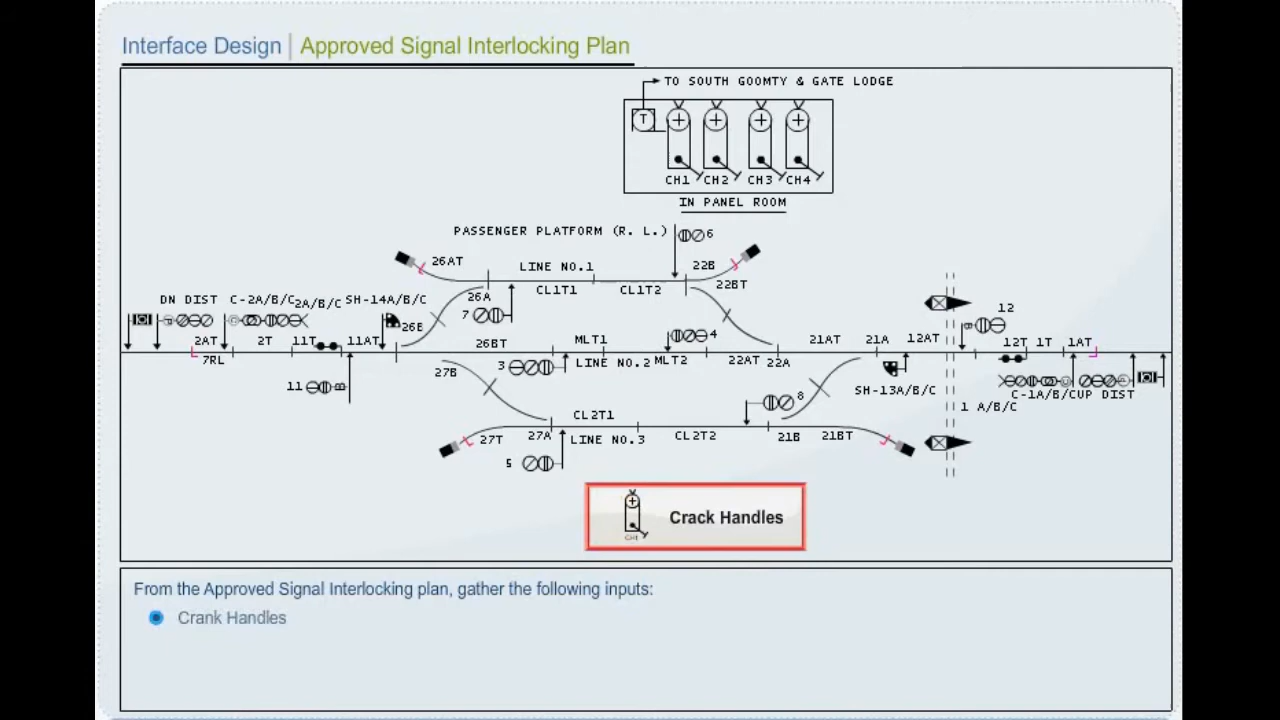 Interface Design | Approved Signal Interlocking Plan
TO SOUTH GOOMTY & GATE LODGE
T
CH1 CH2 CH3 CH4
IN PANEL ROOM
PASSENGER PLATFORM (R. L.) 6
26AT LINE NO.1 22B
22BT
26A CL1T1 CL1T2
DN DIST C-2A/B/C 2A/B/C SH-14A/B/C
7 12
26B
2AT 2T 11T 11AT 26BT MLT1 4 21AT 21A 12AT 12T 1T 1AT
7RL 3 LINE NO.2 MLT2 22AT 22A
27B
11 SH-13A/B/C
C-1A/B/CUP DIST
8
1 A/B/C
CL2T1
27T 27A LINE NO.3 CL2T2 21B 21BT
5
CH1
Crack Handles
From the Approved Signal Interlocking plan, gather the following inputs:
Crank Handles